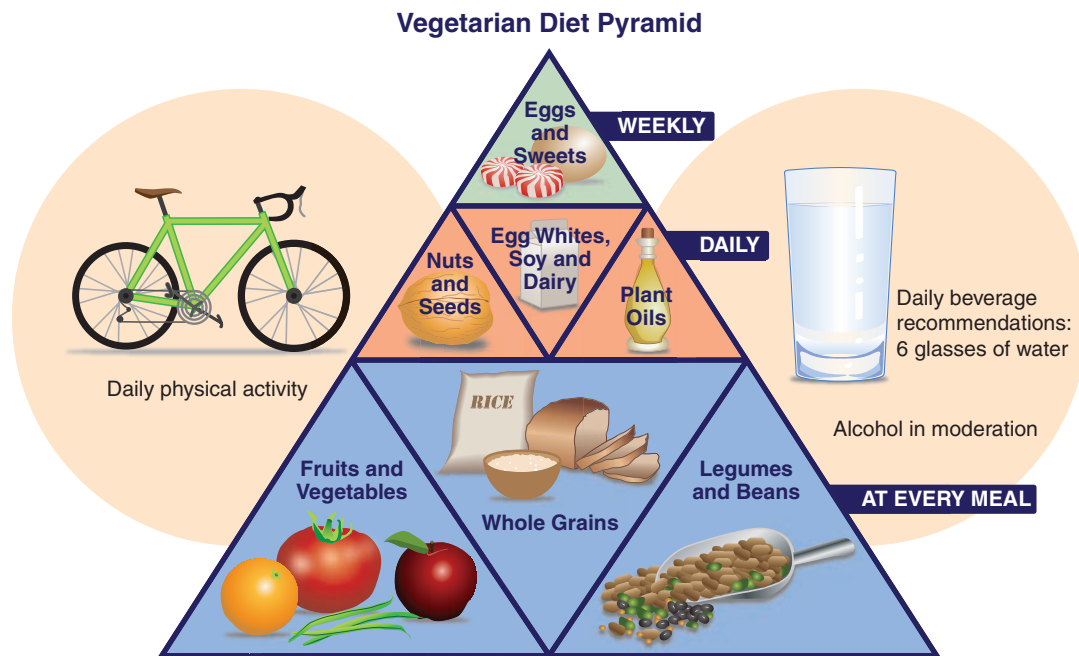 Vegetarian Diet Pyramid
Eggs
and
Sweets
WEEKLY
Nuts
and
Seeds
Egg Whites,
Soy and
Dairy
Plant
Oils
DAILY
Daily physical activity
Daily beverage
recommendations:
6 glasses of water
Alcohol in moderation
RICE
Fruits and
Vegetables
Whole Grains
Legumes
and Beans
AT EVERY MEAL